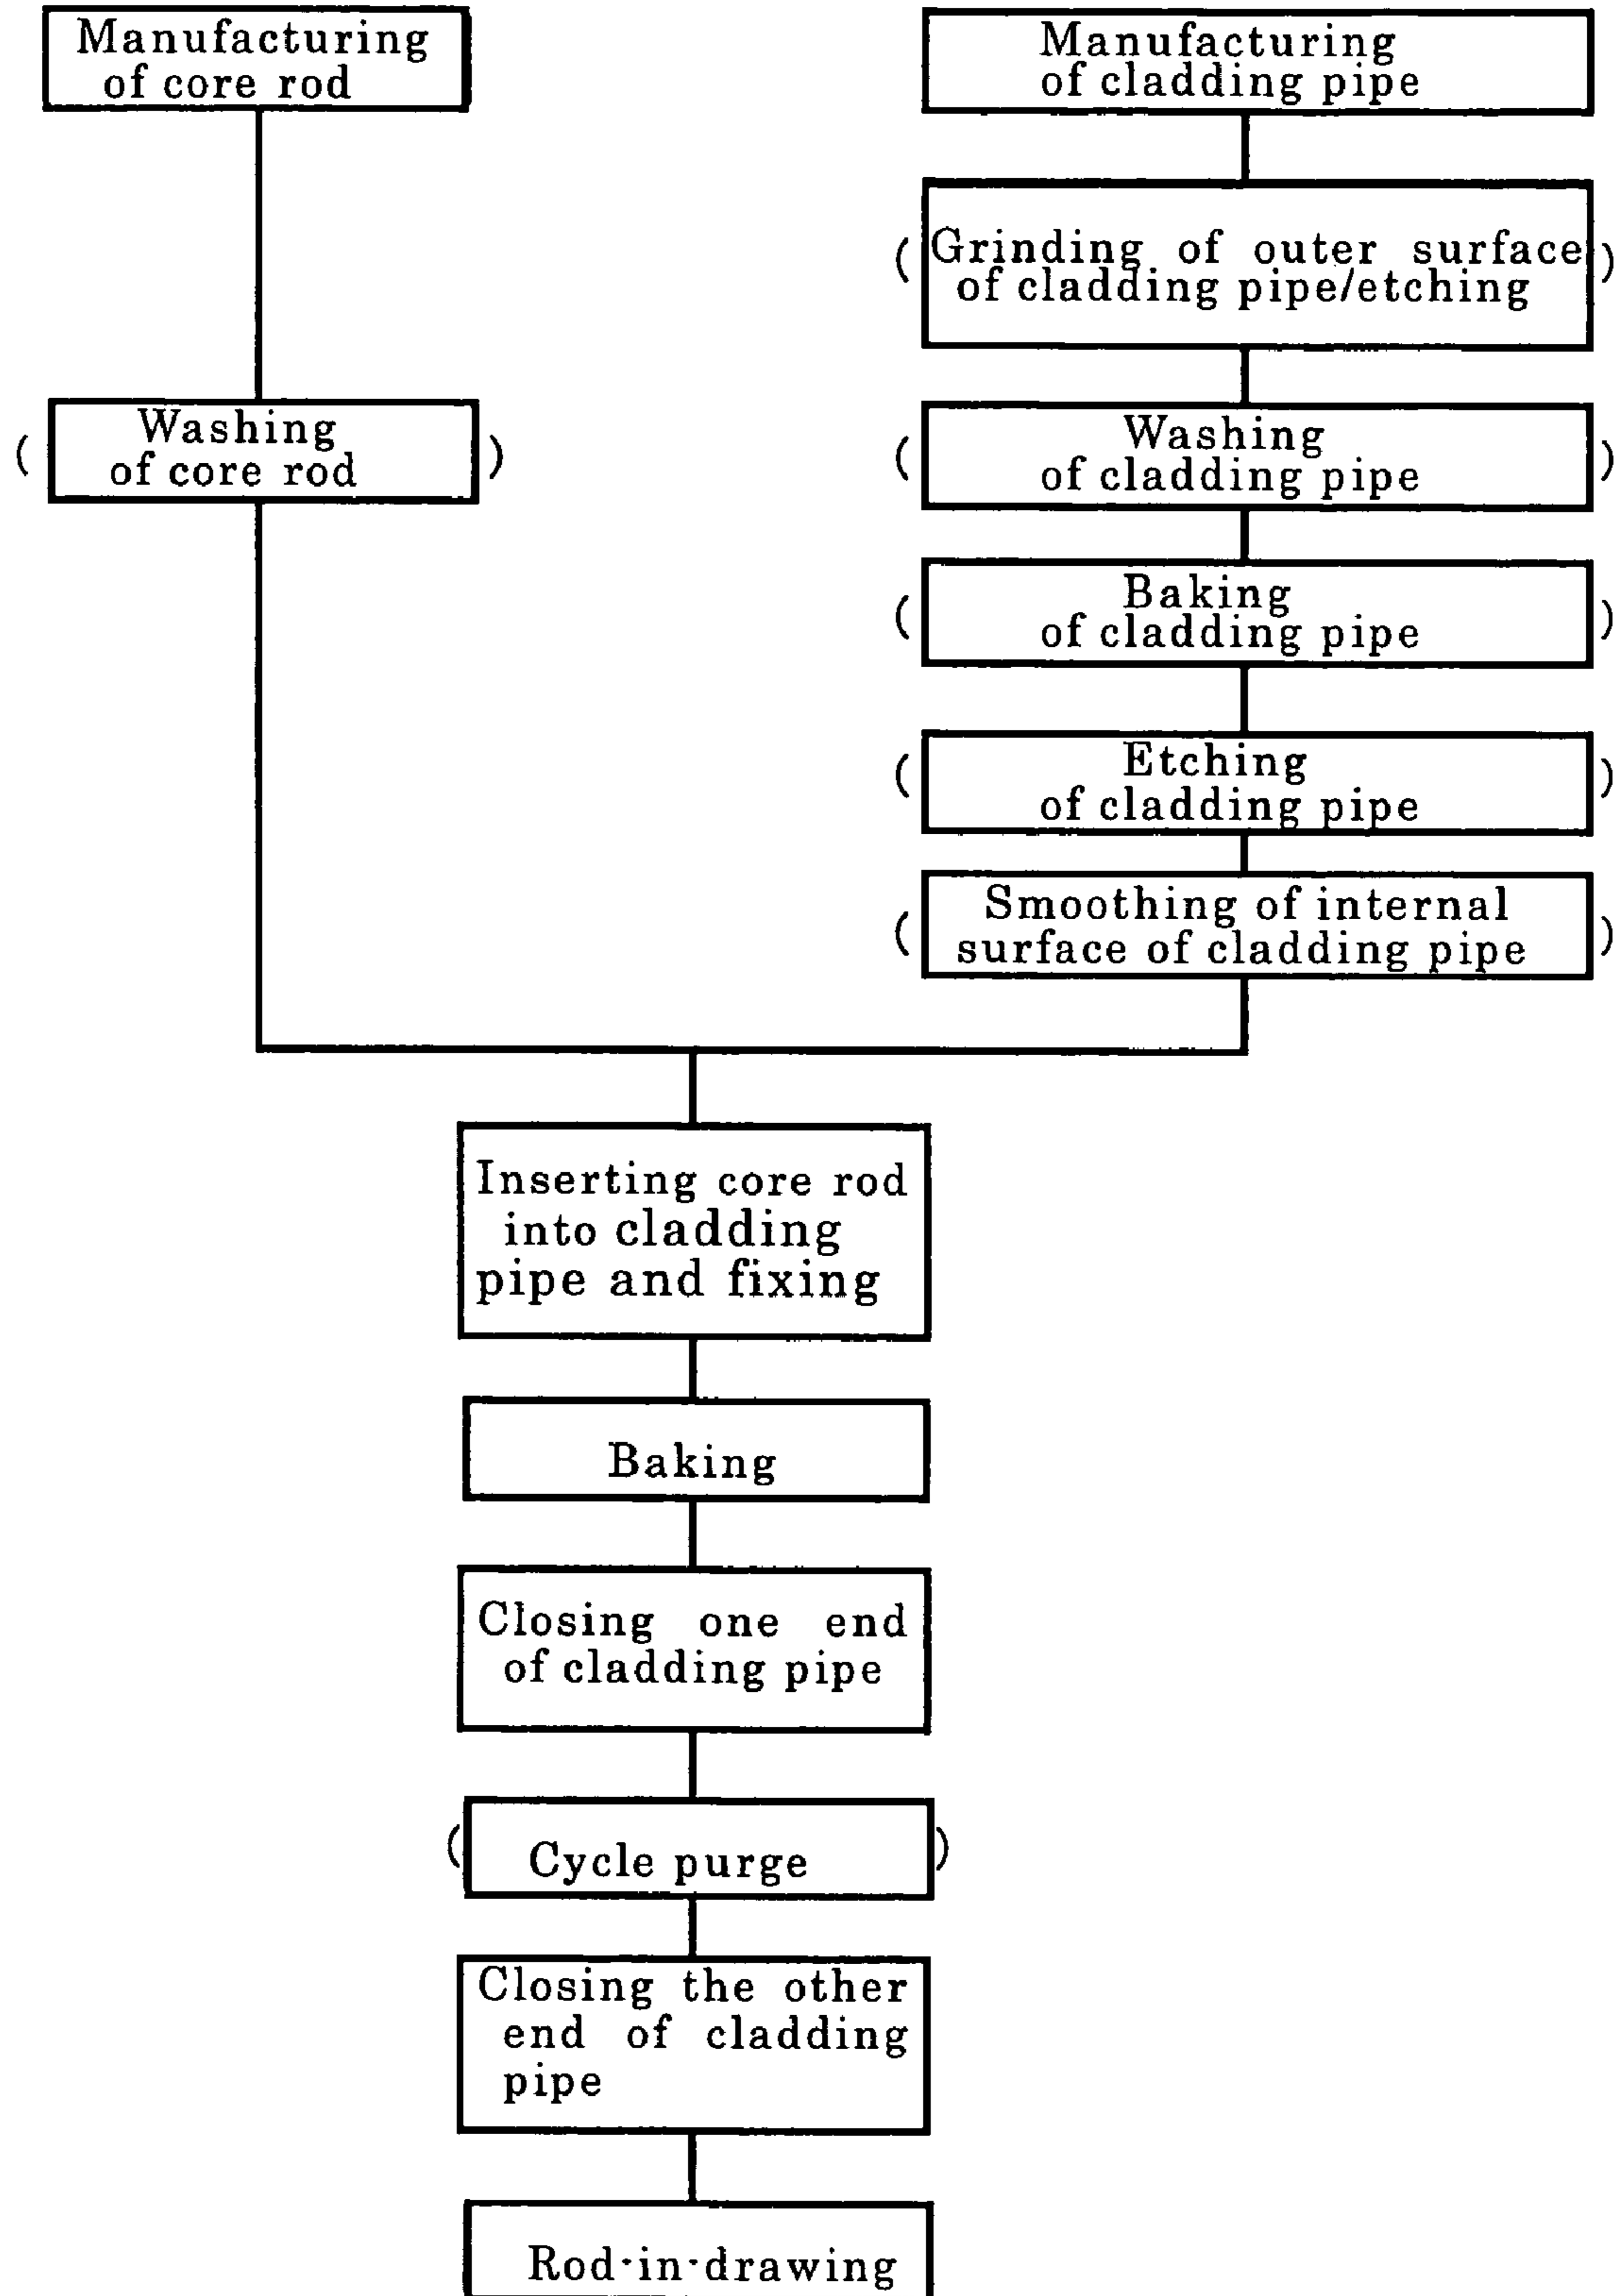 Manufacturing
of core rod
( Washing )
of core rod
Manufacturing
of cladding pipe
( Grinding of outer surface )
of cladding pipe/etching
( Washing )
of cladding pipe
( Baking )
of cladding pipe
( Etching )
of cladding pipe
( Smoothing of internal )
surface of cladding pipe
Inserting core rod
into cladding
pipe and fixing
Baking
Closing one end
of cladding pipe
( Cycle purge )
Closing the other
end of cladding
pipe
Rod·in·drawing